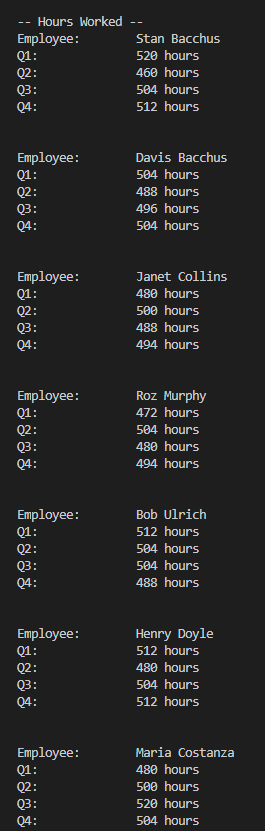 -- Hours Worked --
Employee: Stan Bacchus
Q1: 520 hours
Q2: 460 hours
Q3: 504 hours
Q4: 512 hours
Employee: Davis Bacchus
Q1: 504 hours
Q2: 488 hours
Q3: 496 hours
Q4: 504 hours
Employee: Janet Collins
Q1: 480 hours
Q2: 500 hours
Q3: 488 hours
Q4: 494 hours
Employee: Roz Murphy
Q1: 472 hours
Q2: 504 hours
Q3: 480 hours
Q4: 494 hours
Employee: Bob Ulrich
Q1: 512 hours
Q2: 504 hours
Q3: 504 hours
Q4: 488 hours
Employee: Henry Doyle
Q1: 512 hours
Q2: 480 hours
Q3: 504 hours
Q4: 512 hours
Employee: Maria Costanza
Q1: 480 hours
Q2: 500 hours
Q3: 520 hours
Q4: 504 hours